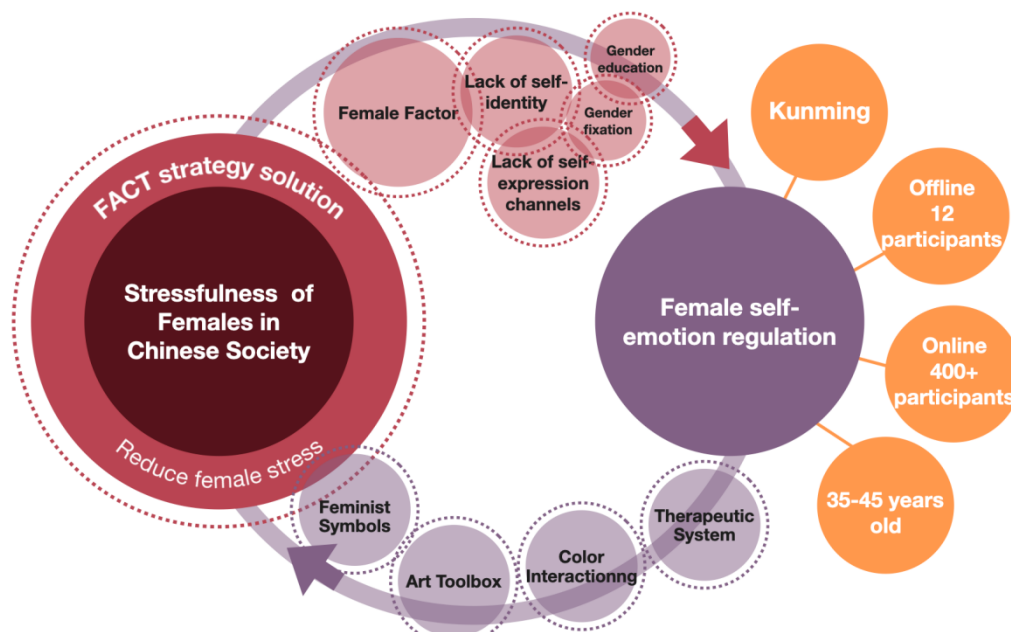 FACT strategy solution
Stressfulness of
Females in
Chinese Society
Reduce female stress
Female Factor
Lack of self-
identity
Gender
education
Gender
fixation
Lack of self-
expression
channels
Female self-
emotion regulation
Kunming
Offline
12
participants
Online
400+
participants
35-45 years
old
Therapeutic
System
Color
Interactionng
Art Toolbox
Feminist
Symbols